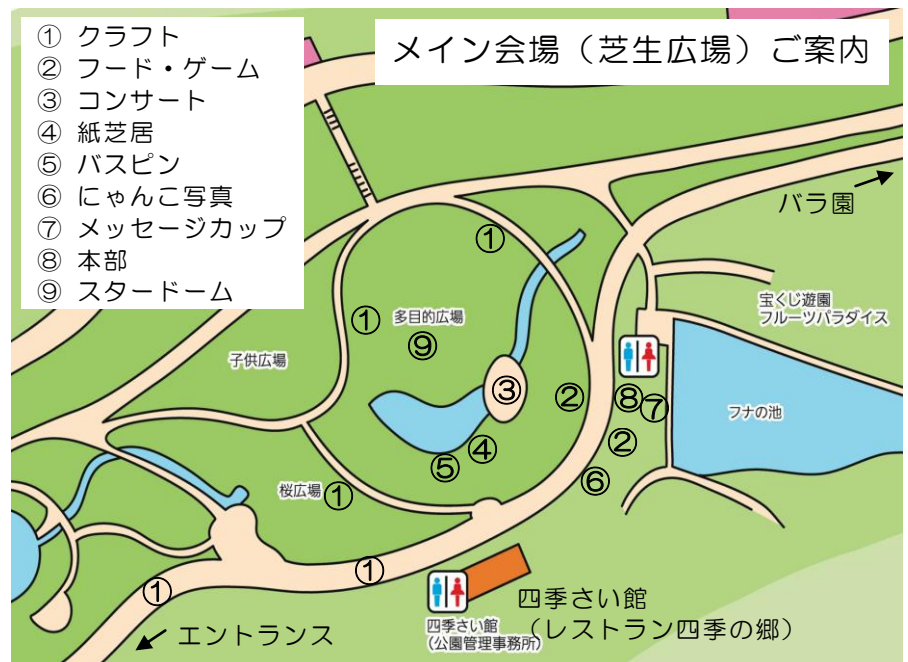 ① クラフト
② フード・ゲーム
③ コンサート
④ 紙芝居
⑤ バスピン
⑥ にゃんこ写真
⑦ メッセージカップ
⑧ 本部
⑨ スタードーム
メイン会場（芝生広場）ご案内
バラ園
①
宝くじ遊園
フルーツパラダイス
①
多目的広場
⑨
子供広場
③
②
⑧
⑦
フナの池
②
④
⑤
⑥
桜広場
①
①
①
四季さい館
（レストラン四季の郷）
四季さい館
（公園管理事務所）
エントランス